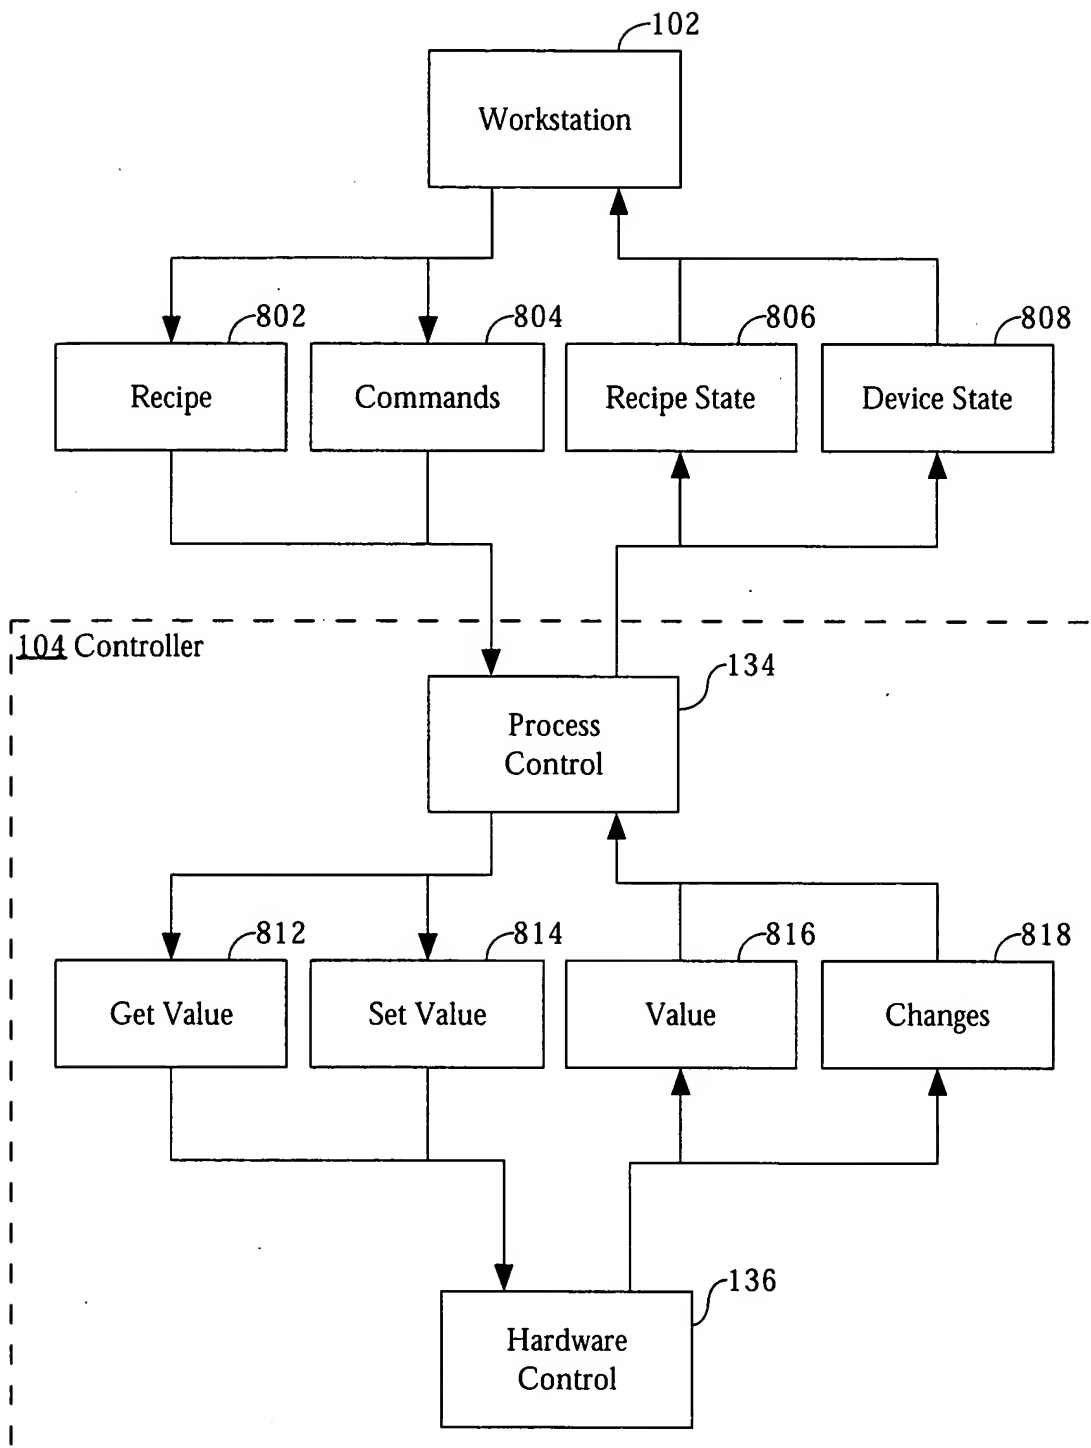 102
Workstation
802
804
806
808
Recipe
Commands
Recipe State
Device State
104 Controller
134
Process
Control
812
814
816
818
Get Value
Set Value
Value
Changes
136
Hardware
Control